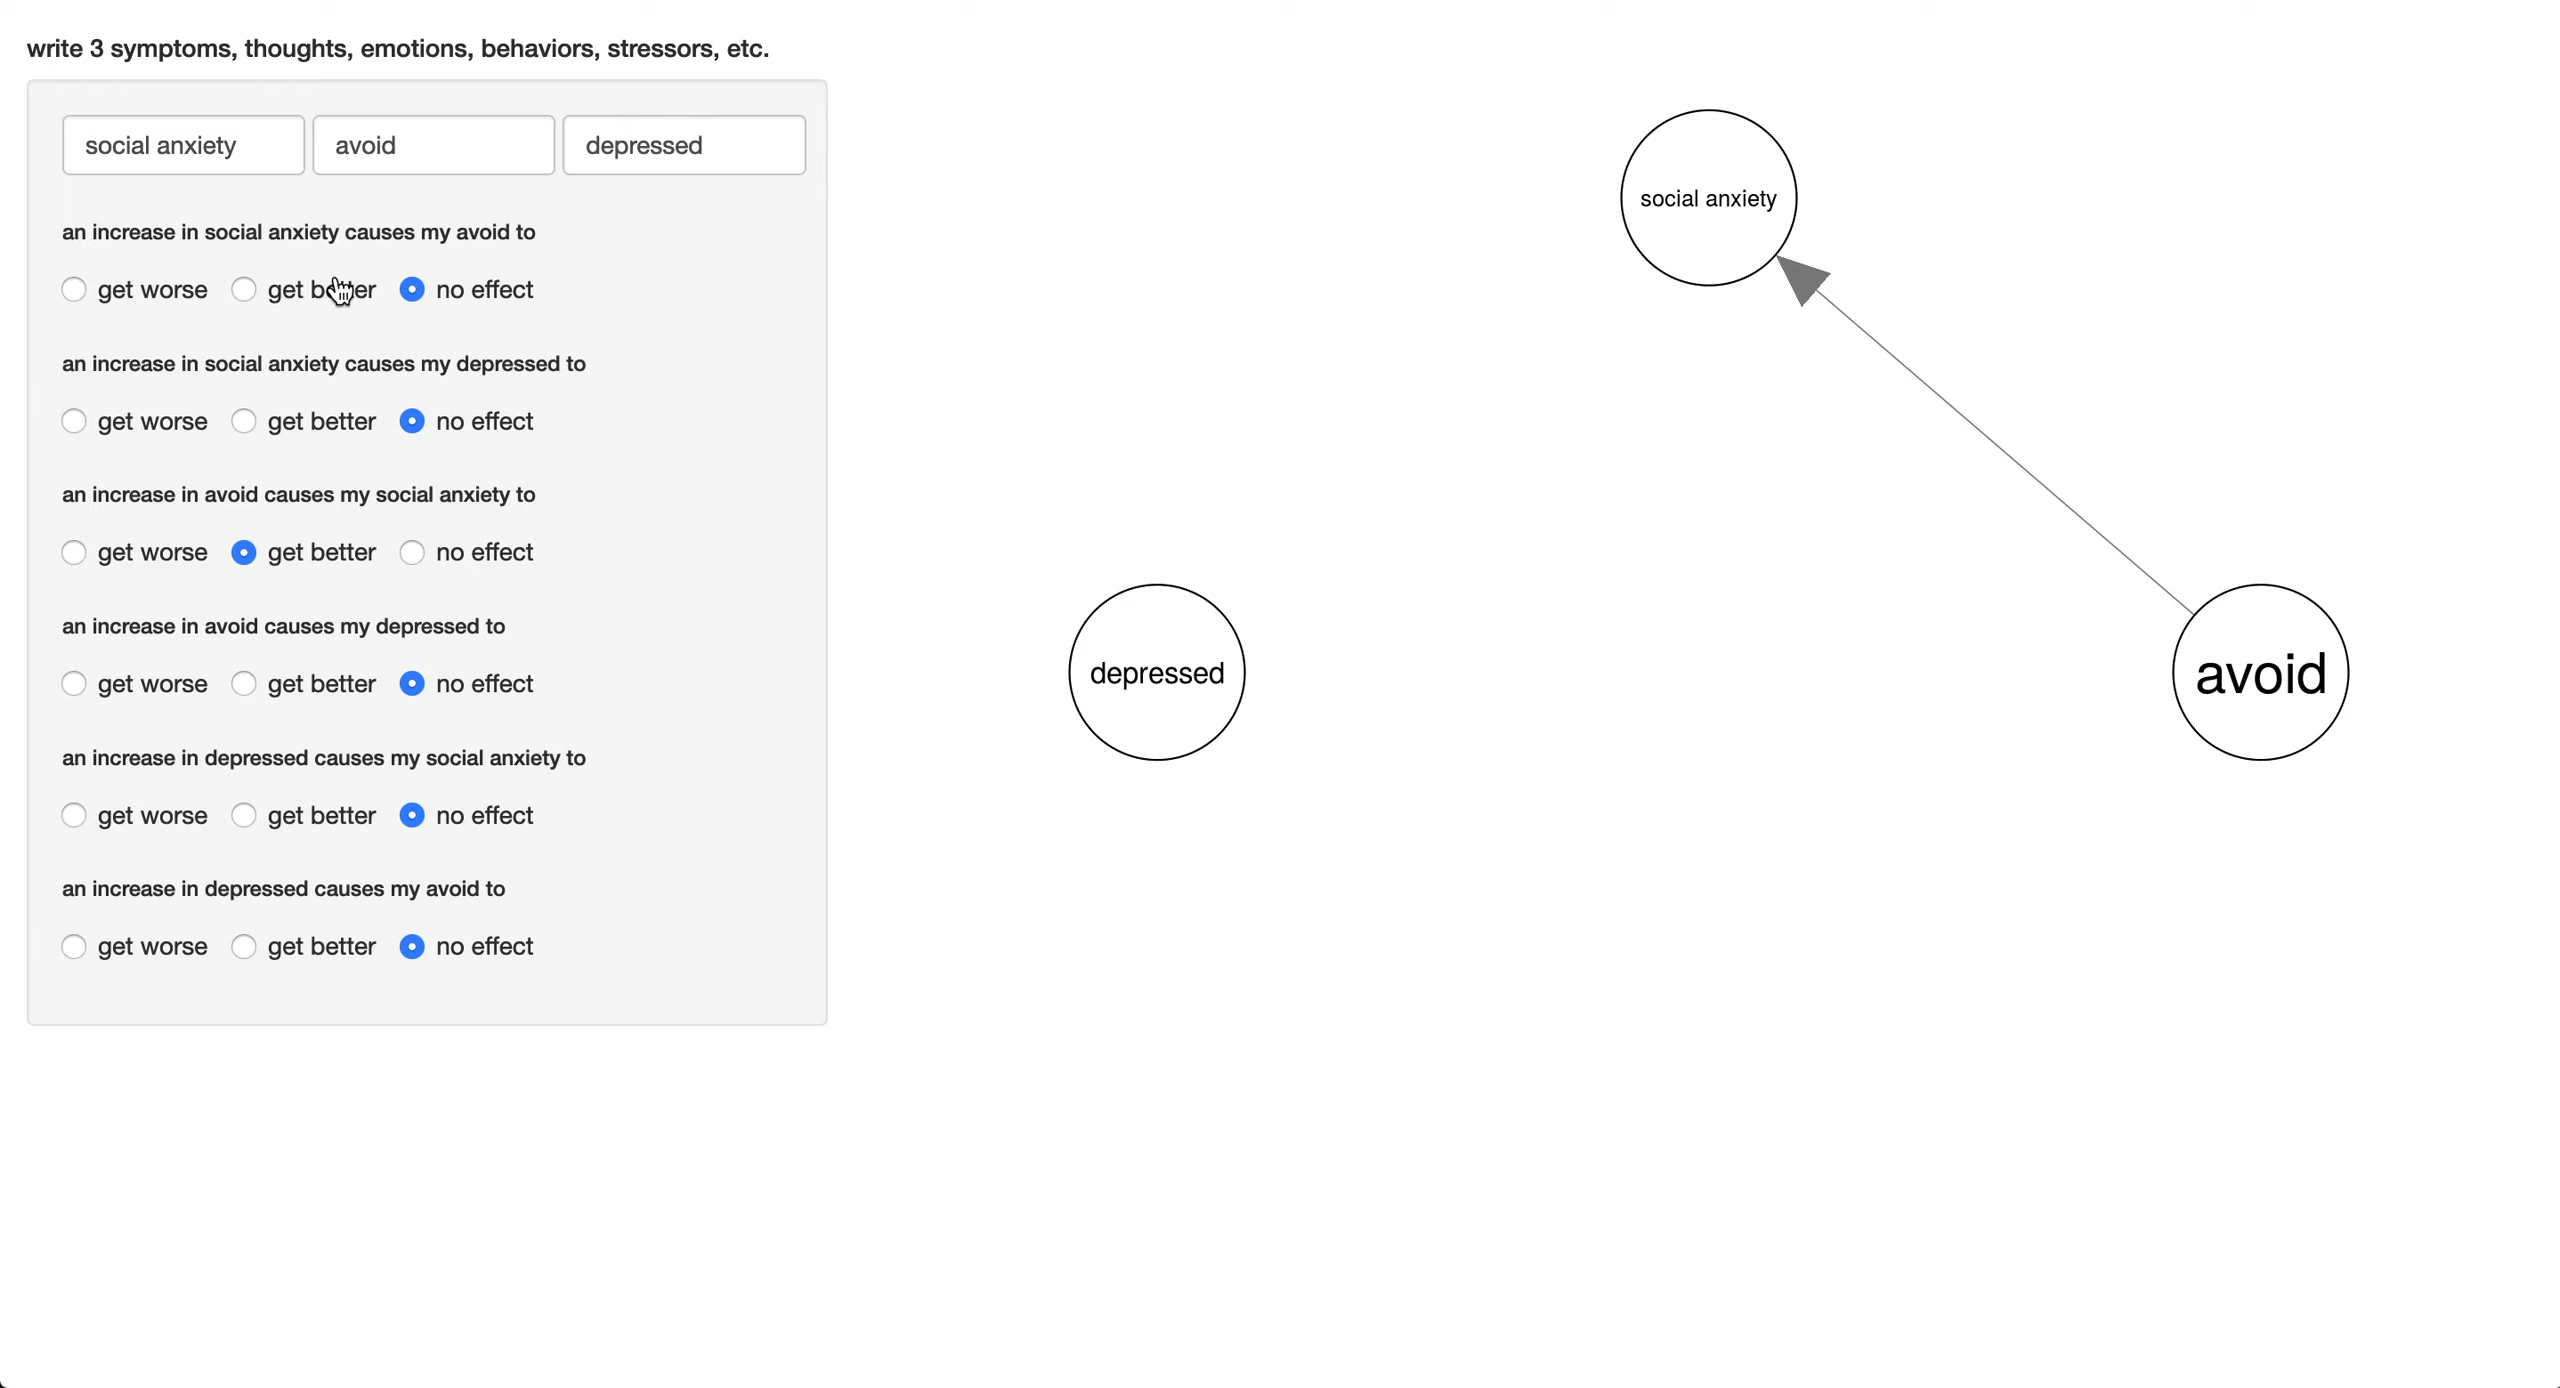 write 3 symptoms, thoughts, emotions, behaviors, stressors, etc.
social anxiety avoid depressed
an increase in social anxiety causes my avoid to
get worse get better no effect
an increase in social anxiety causes my depressed to
get worse get better no effect
an increase in avoid causes my social anxiety to
get worse get better no effect
an increase in avoid causes my depressed to
get worse get better no effect
an increase in depressed causes my social anxiety to
get worse get better no effect
an increase in depressed causes my avoid to
get worse get better no effect
social anxiety
depressed
avoid